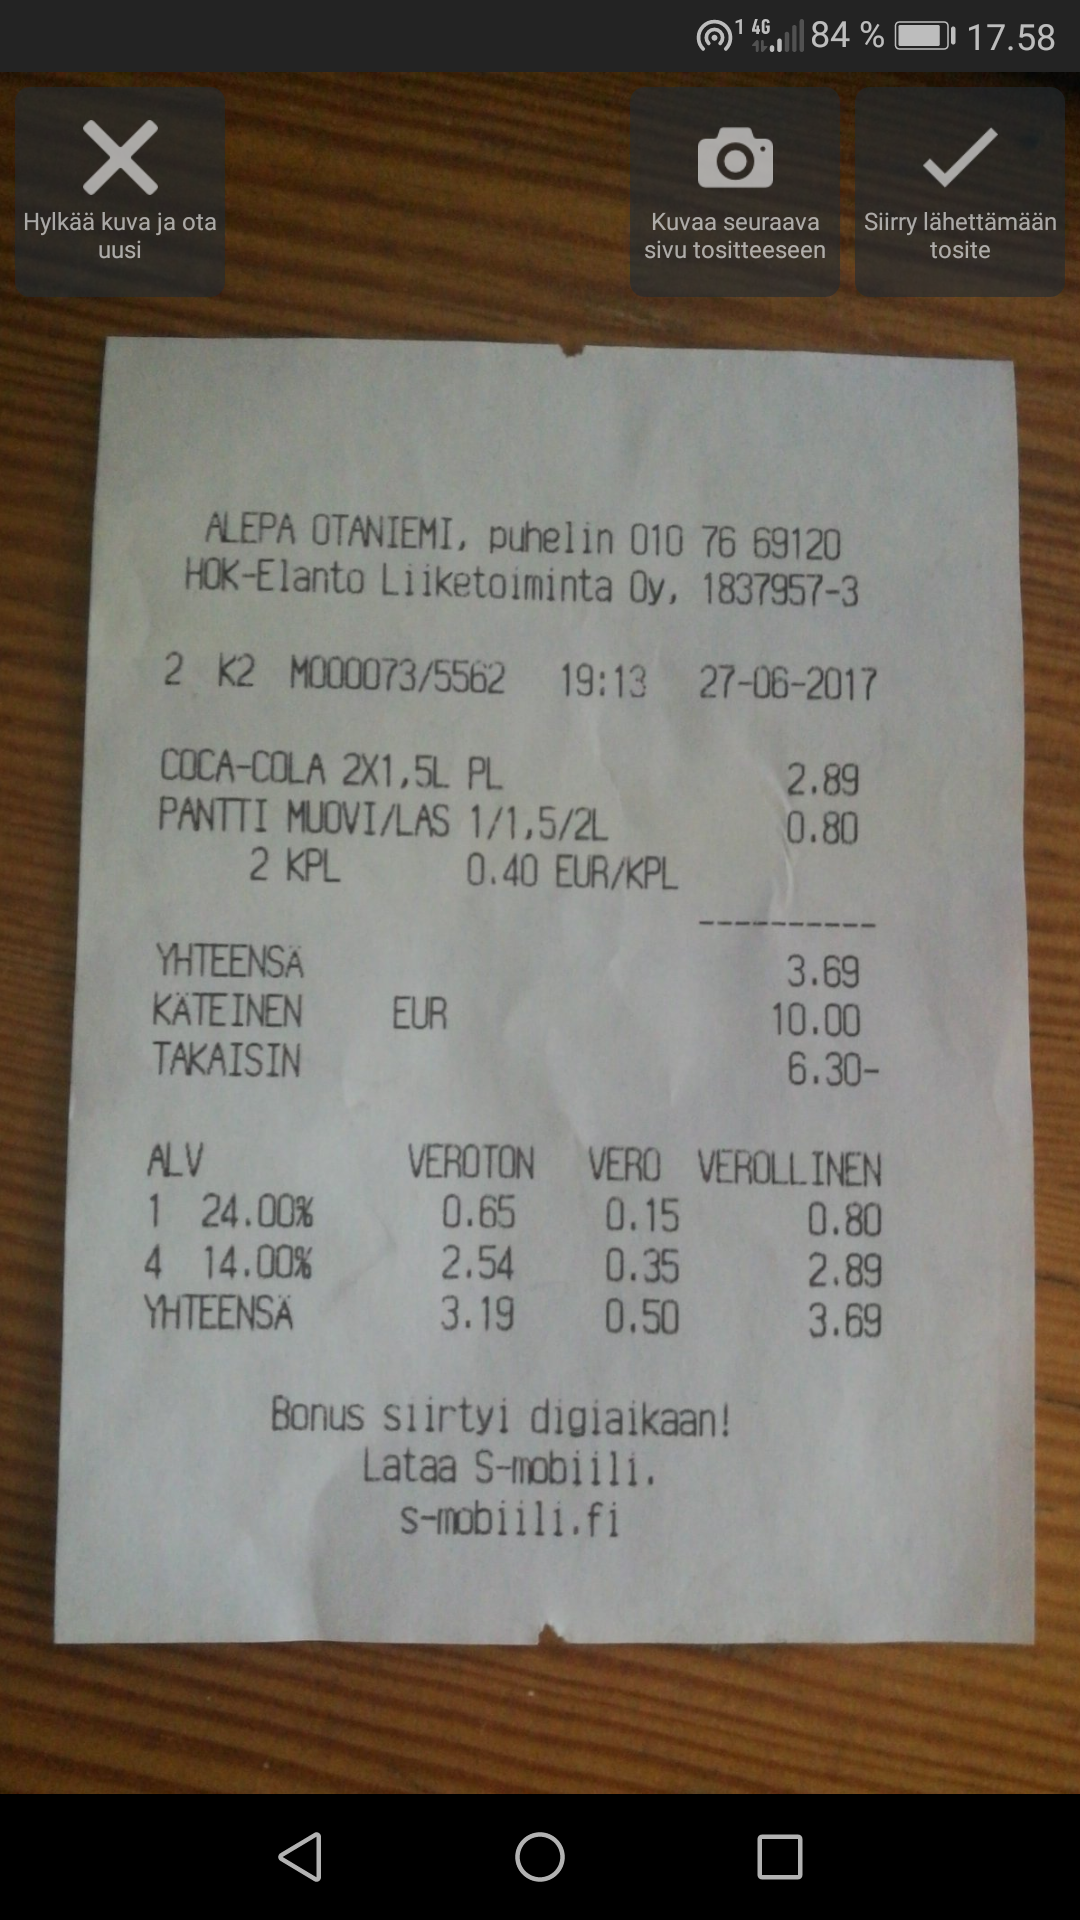 1 4G 84 % 17.58
Hylkää kuva ja ota
uusi
Kuvaa seuraava
sivu tositteeseen
Siirry lähettämään
tosite
ALEPA OTANIEMI, puhelin 010 76 69120
HOK-Elanto Liiketoiminta Oy, 1837957-3
2 K2 M000073/5562 19:13 27-06-2017
COCA-COLA 2X1,5L PL 2.89
PANTTI MUOVI/LAS 1/1,5/2L 0.80
2 KPL 0.40 EUR/KPL
----------
YHTEENSÄ 3.69
KÄTEINEN EUR 10.00
TAKAISIN 6.30-
ALV VEROTON VERO VEROLLINEN
1 24.00% 0.65 0.15 0.80
4 14.00% 2.54 0.35 2.89
YHTEENSÄ 3.19 0.50 3.69
Bonus siirtyi digiaikaan!
Lataa S-mobiili.
s-mobiili.fi